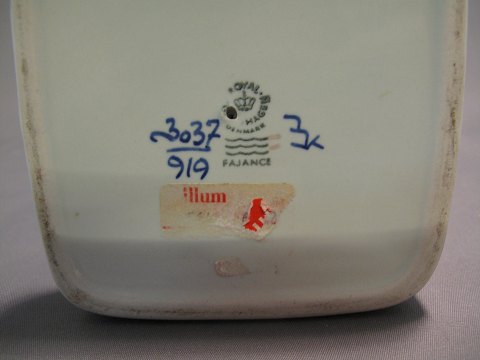 ROYAL
DENMARK
3037
919
FAJANCE
illum